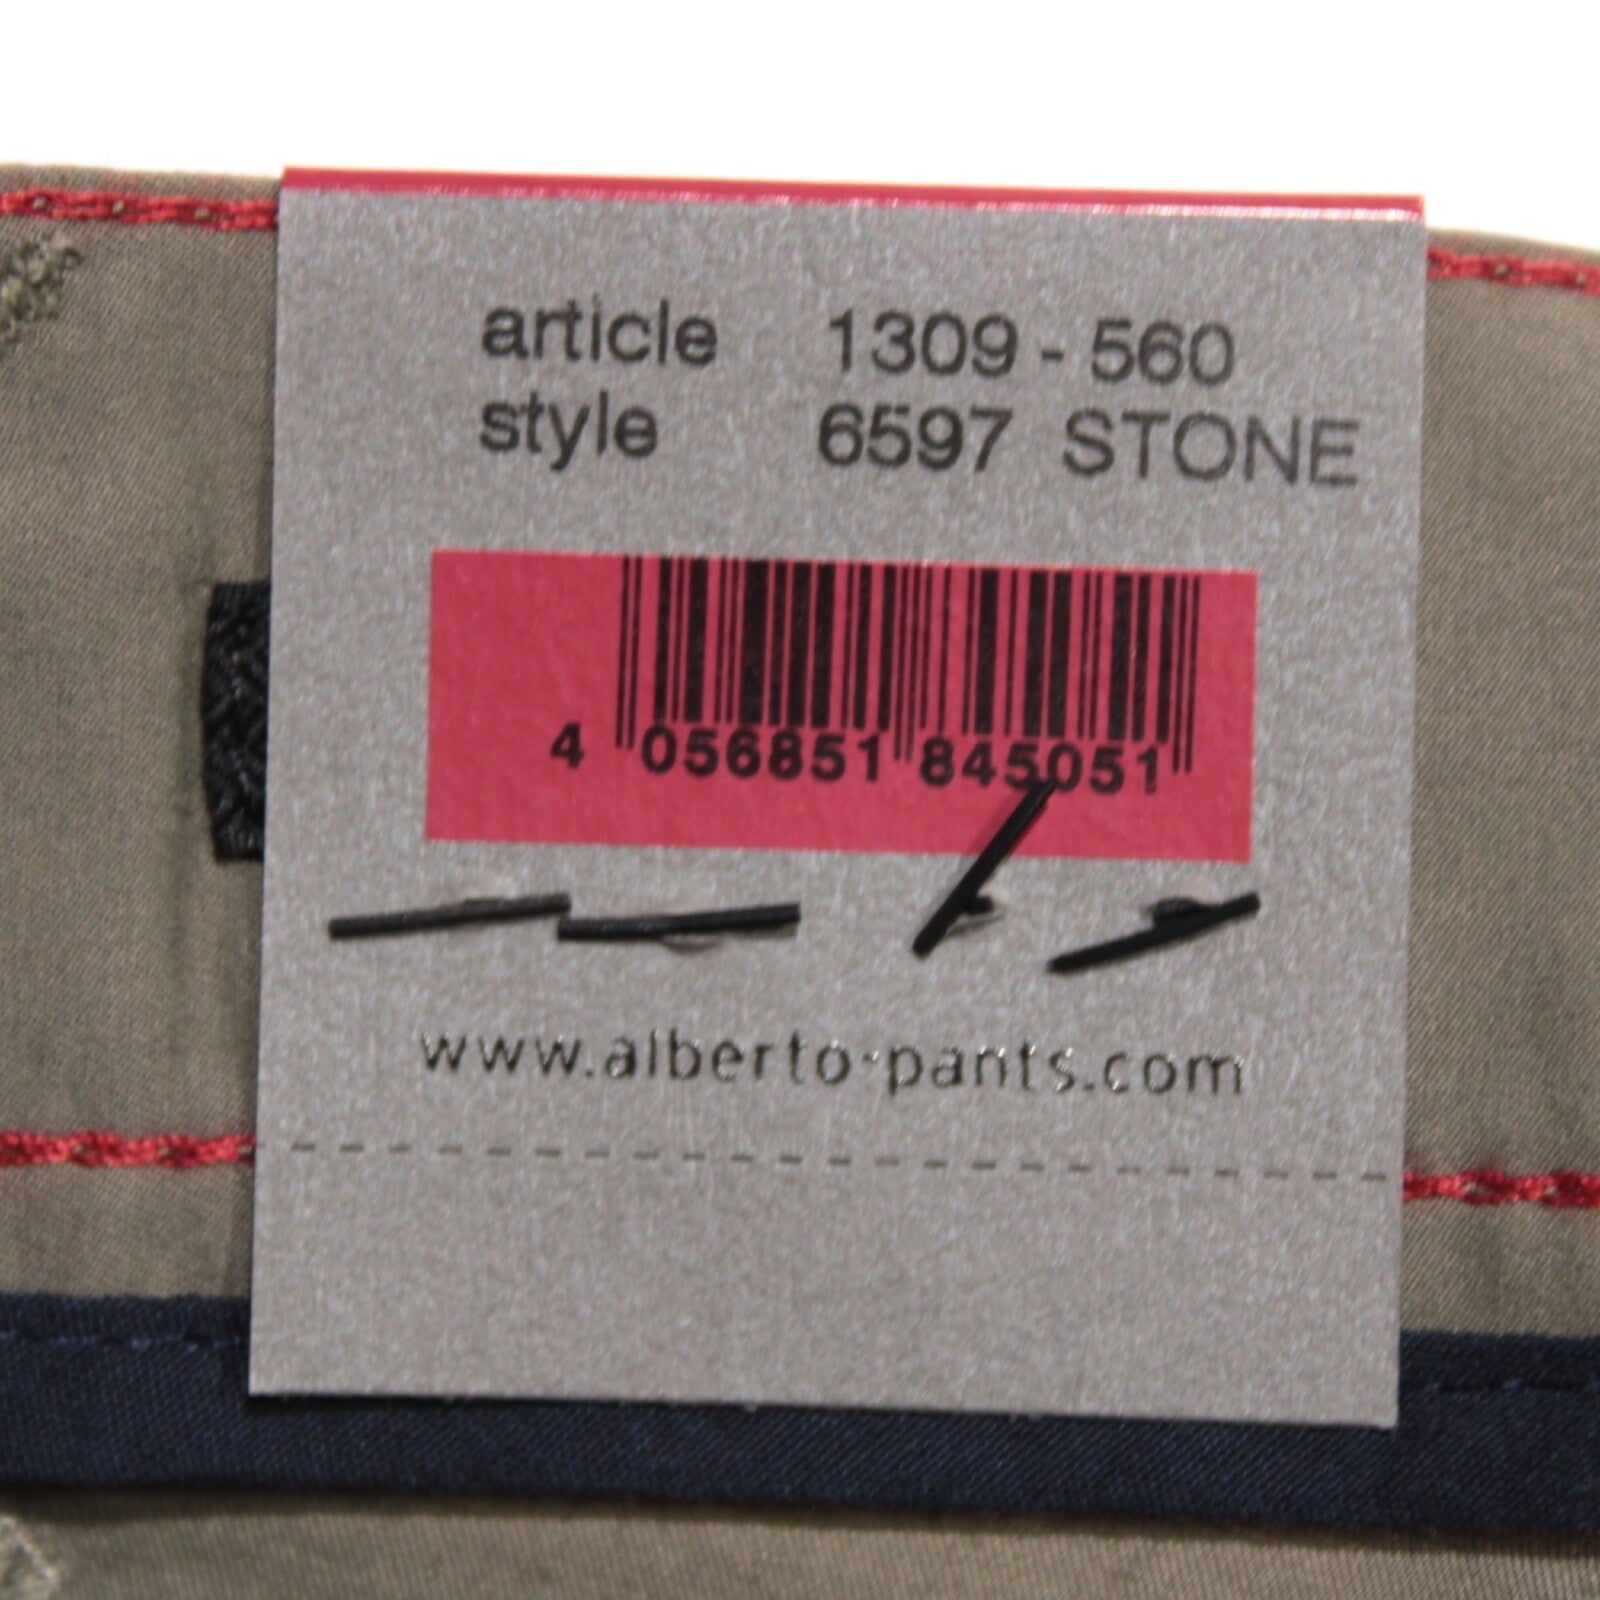 article 1309 - 560
style 6597 STONE
4 056851 845051
www.alberto-pants.com